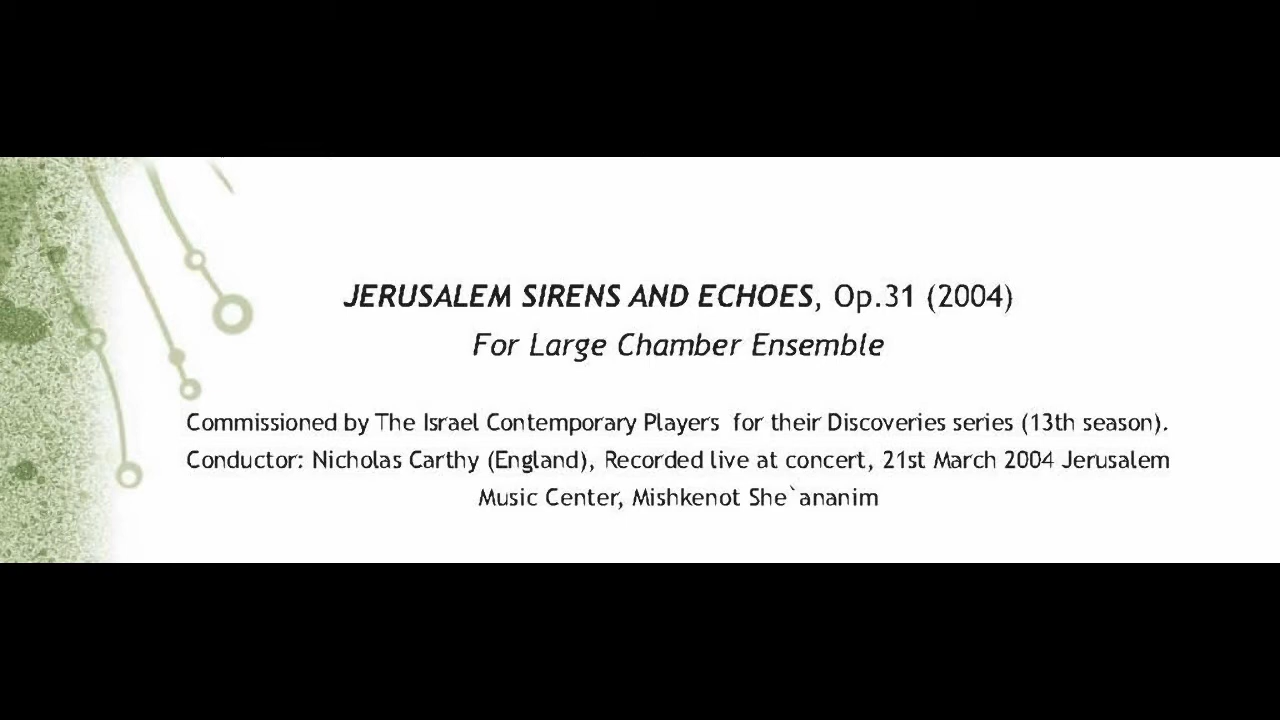 JERUSALEM SIRENS AND ECHOES, Op.31 (2004)
For Large Chamber Ensemble
Commissioned by The Israel Contemporary Players  for their Discoveries series (13th season).
Conductor: Nicholas Carthy (England), Recorded live at concert, 21st March 2004 Jerusalem
Music Center, Mishkenot She`ananim